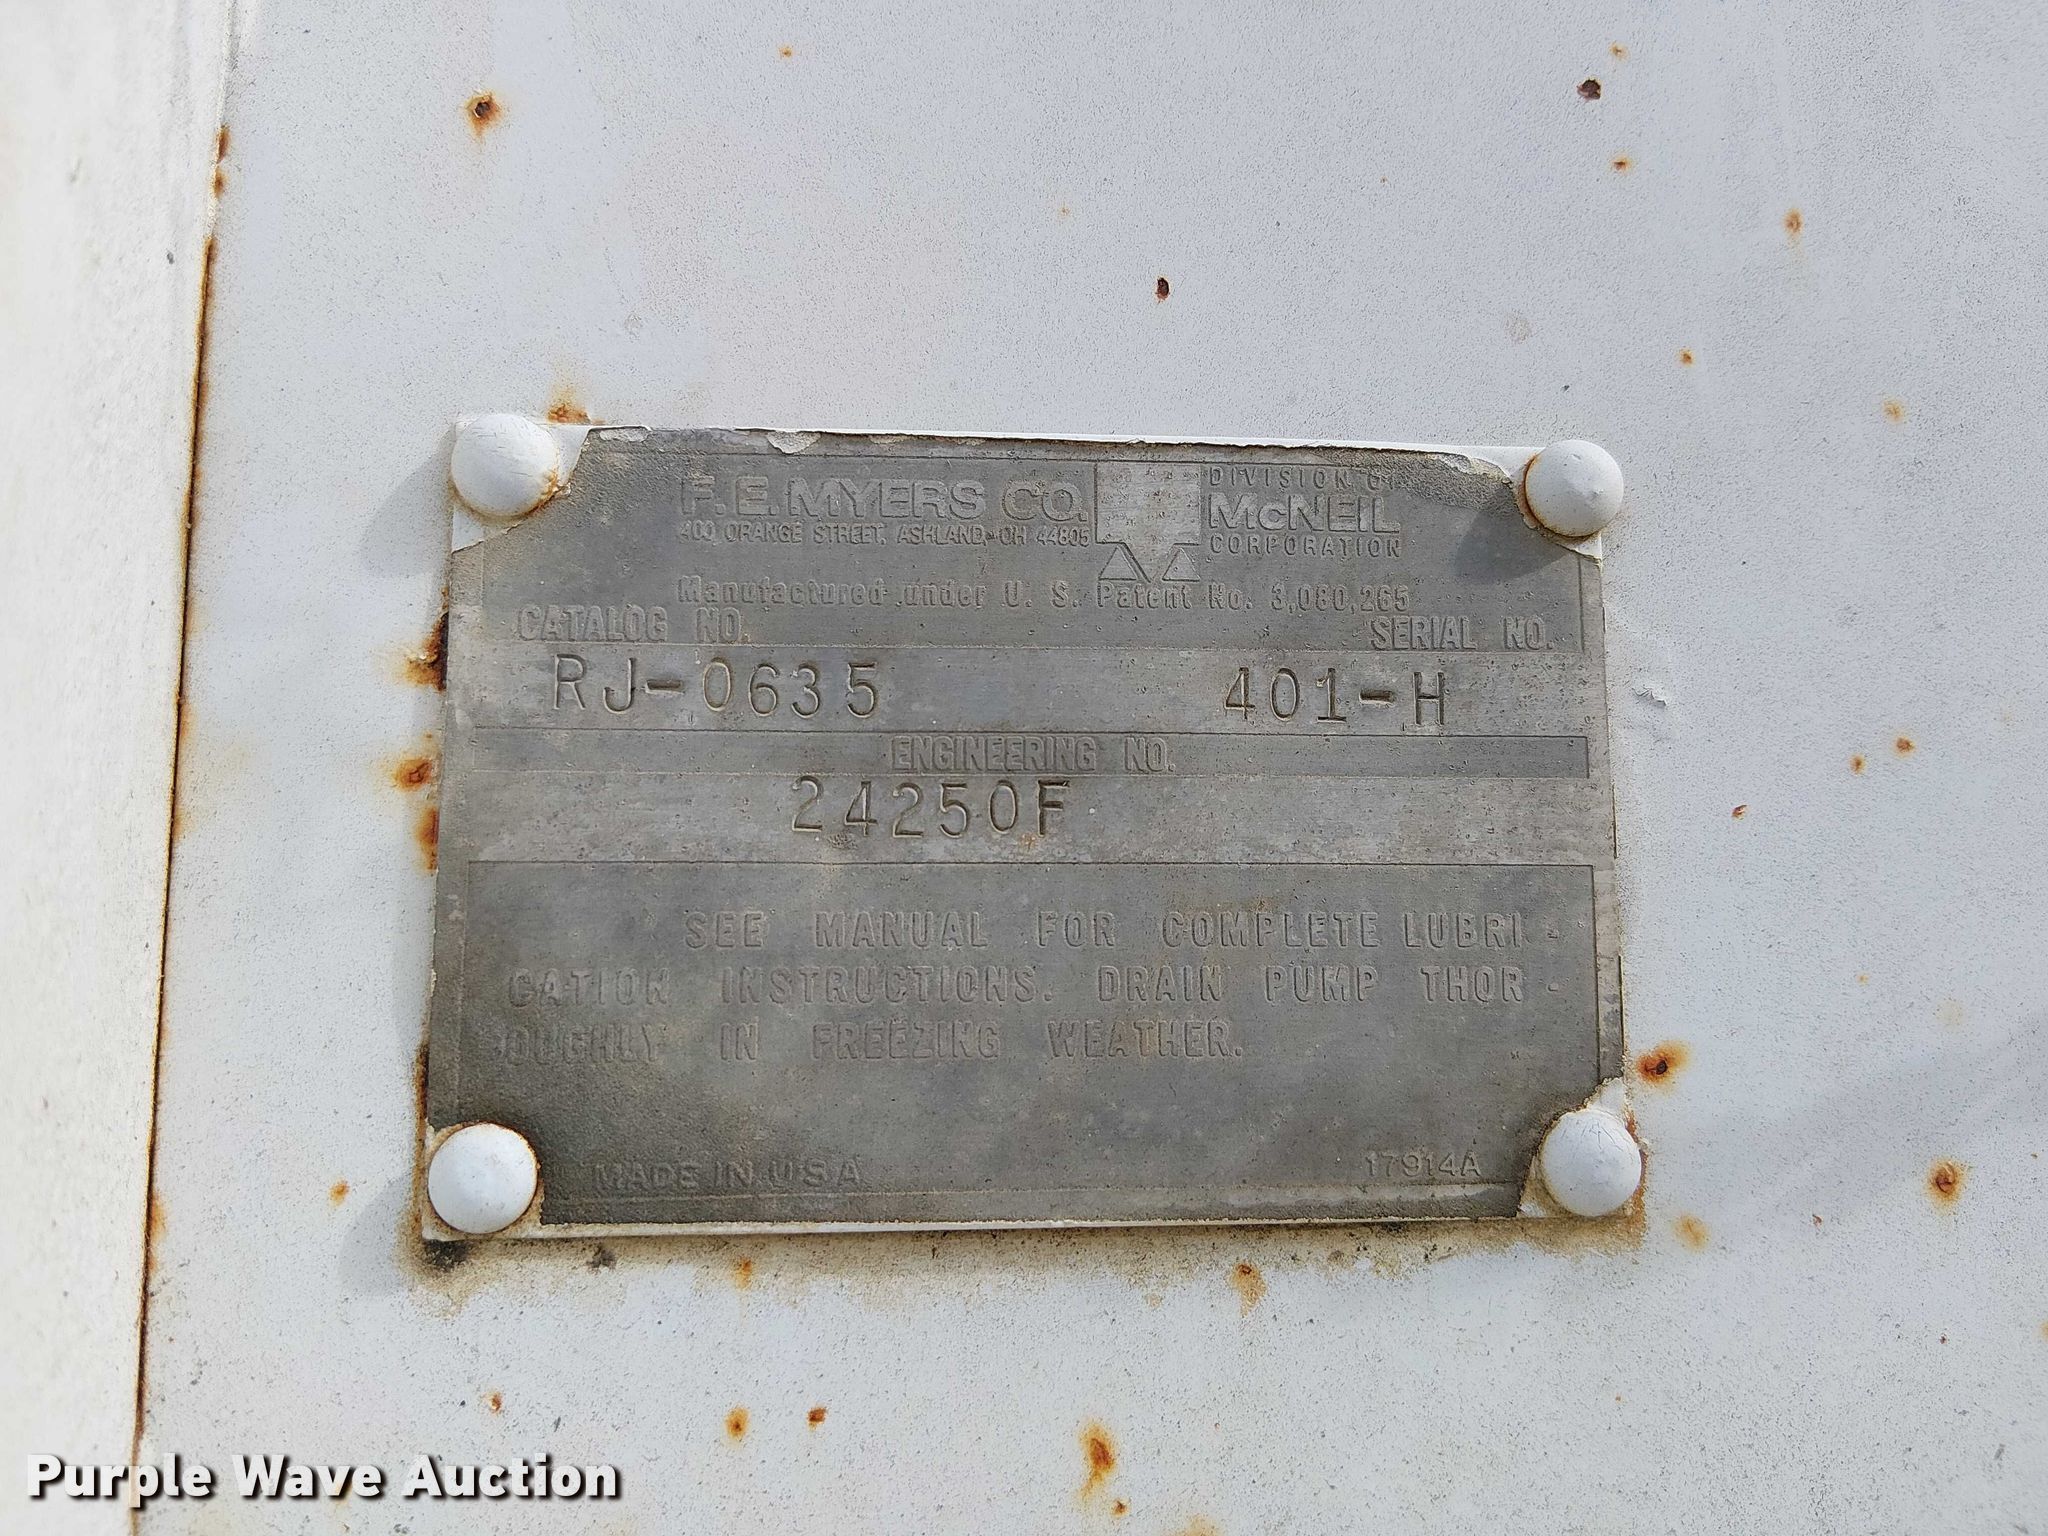 F. E. MYERS CO.
400 ORANGE STREET, ASHLAND, OH 44805
DIVISION OF
McNEIL
CORPORATION
Manufactured under U. S. Patent No. 3,080,265
CATALOG NO. SERIAL NO.
RJ-0635 401-H
ENGINEERING NO.
24250F
SEE MANUAL FOR COMPLETE LUBRI-
CATION INSTRUCTIONS. DRAIN PUMP THOR-
OUGHLY IN FREEZING WEATHER.
MADE IN U.S.A 17914A
Purple Wave Auction